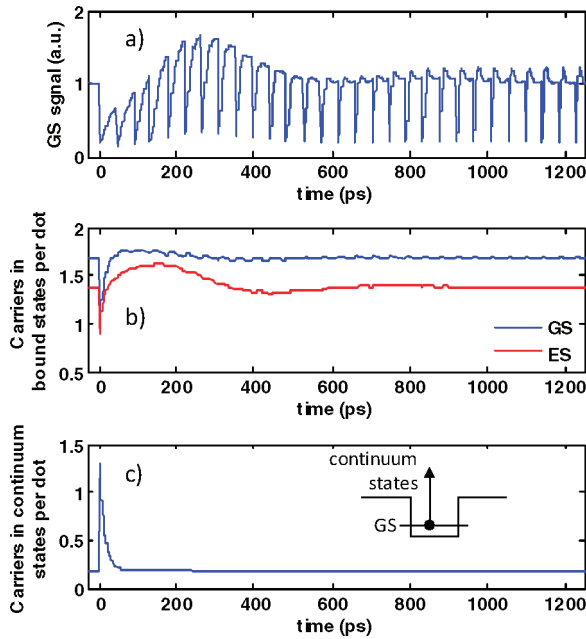 a)
GS sgnal (a.u.)
2
1
0
0 200 400 600 800 1000 1200
time (ps)
b)
Carriers in
bound states per dot
2
1.5
1
0.5
GS
ES
0 200 400 600 800 1000 1200
time (ps)
c)
Carriers in continuum
states per dot
1.5
1
0.5
0
continuum
states
GS
0 200 400 600 800 1000 1200
time (ps)